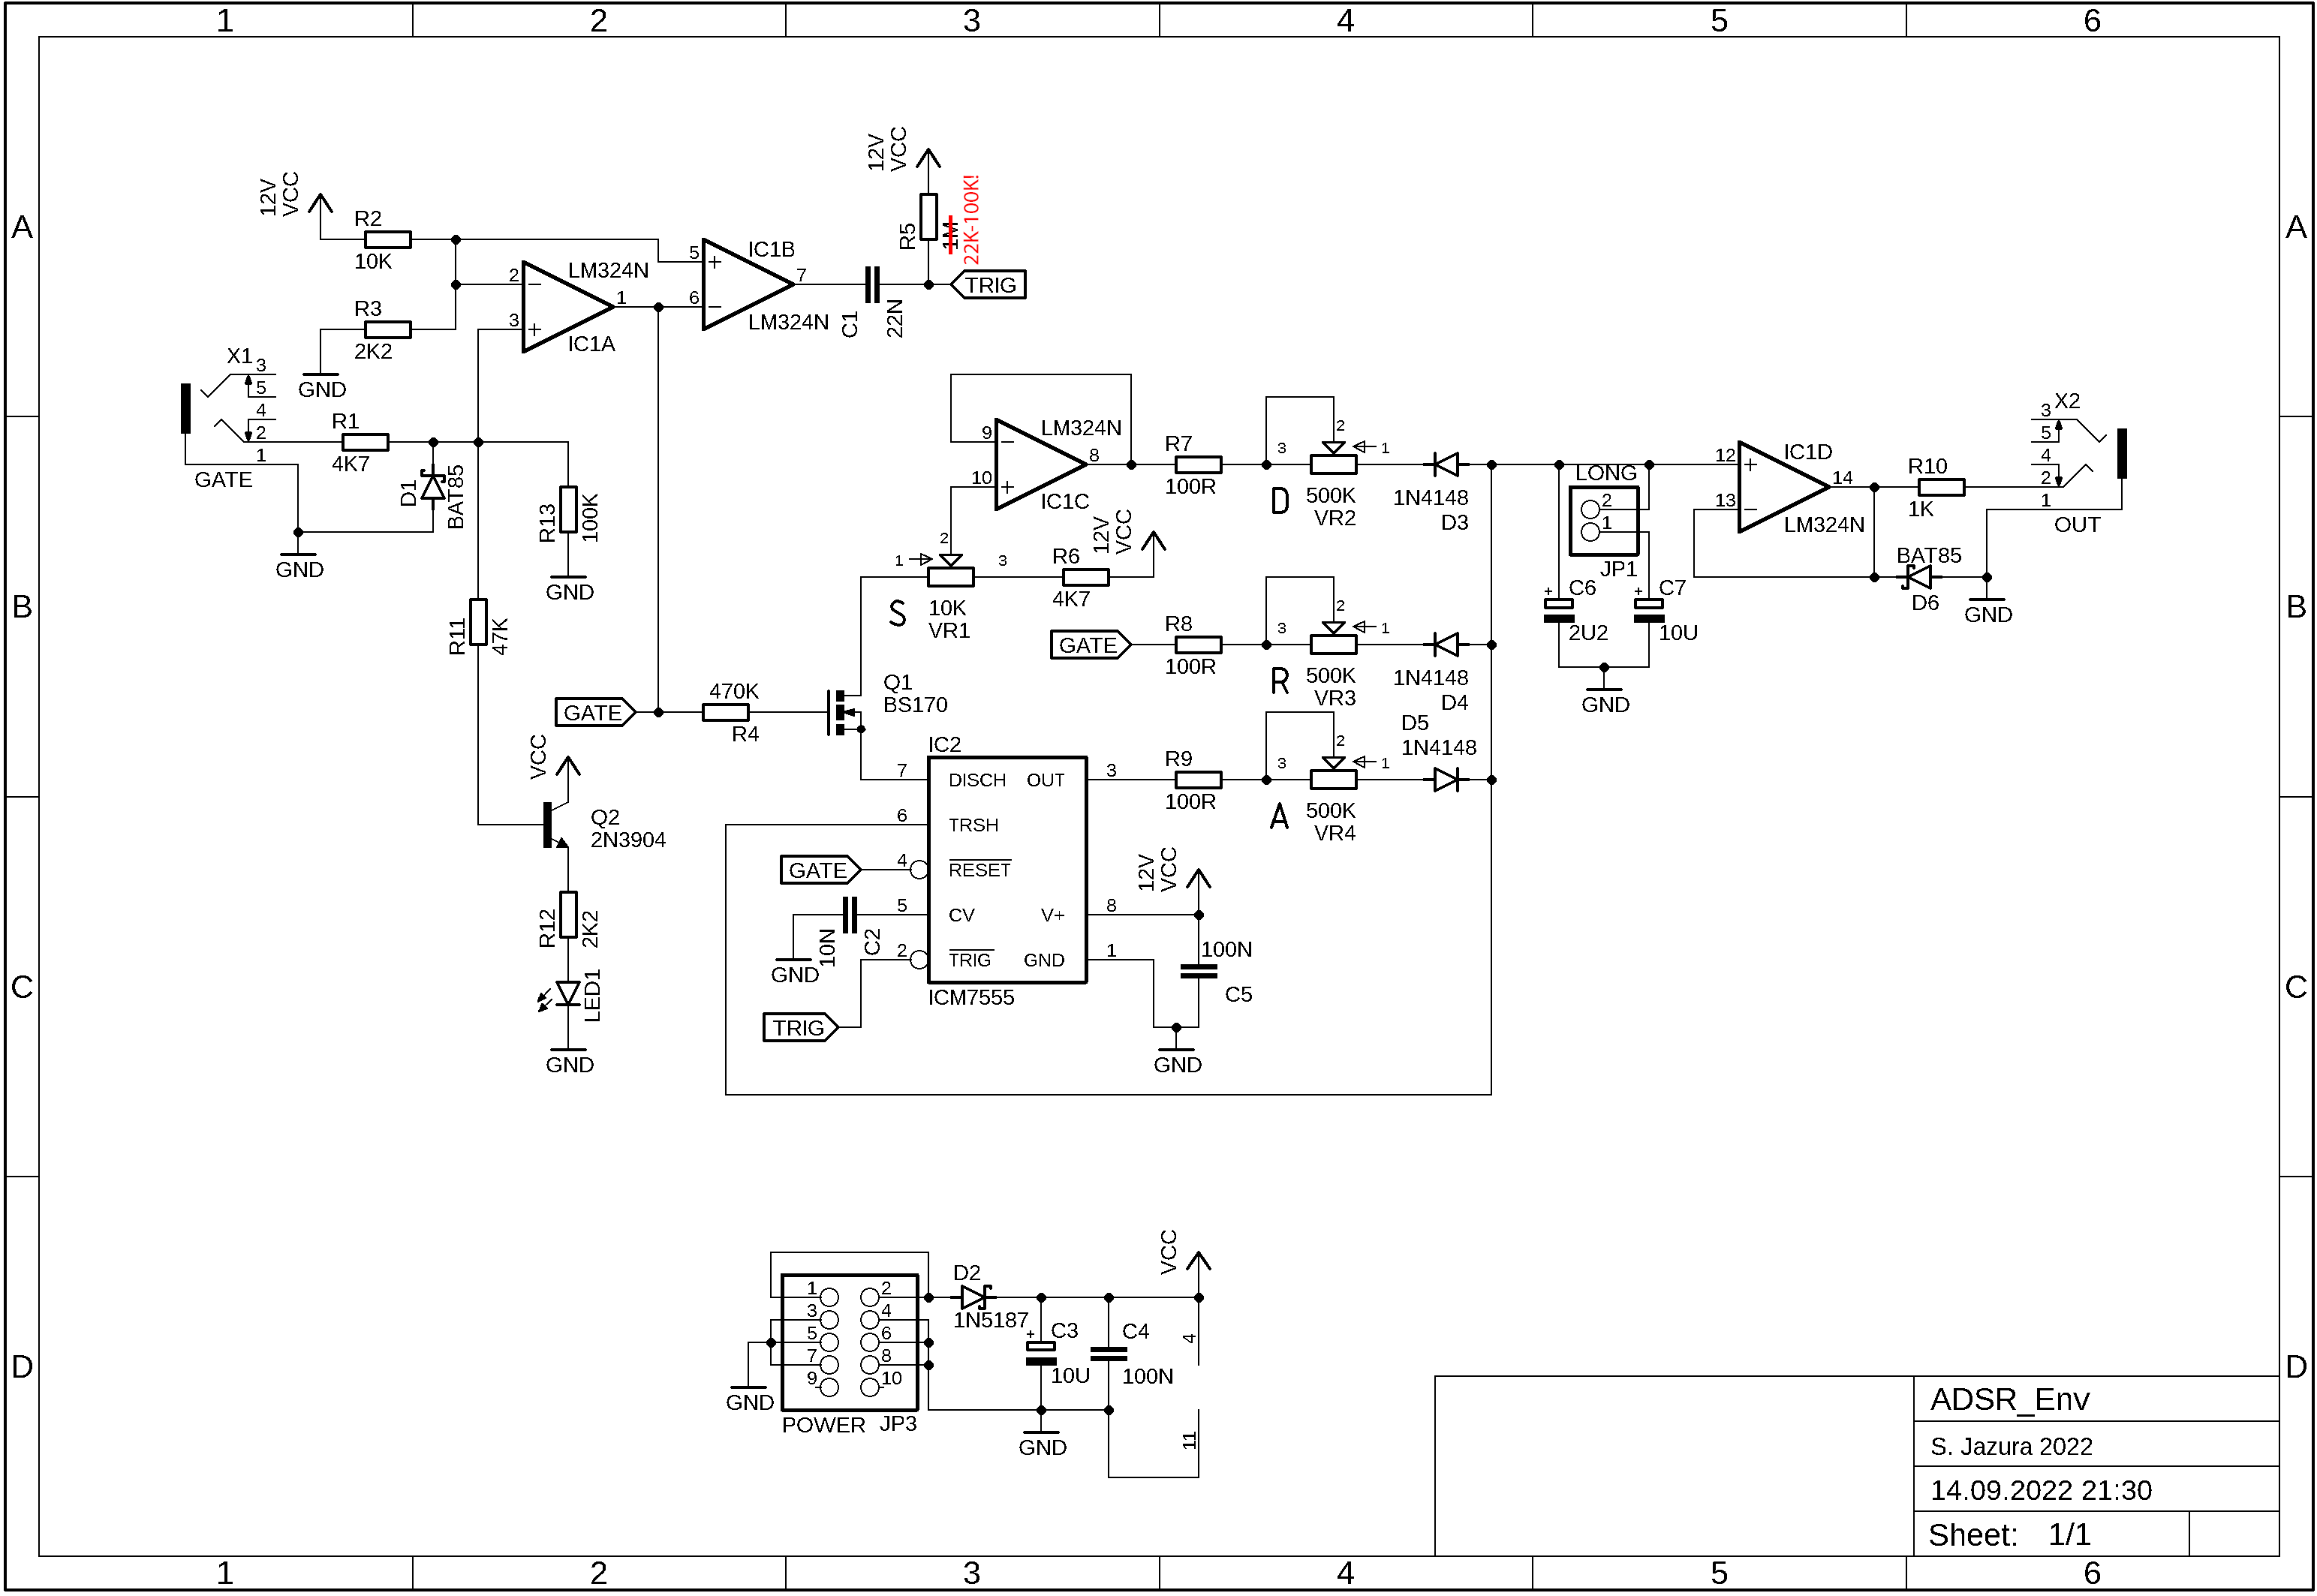 1 2 3 4 5 6
A A
B B
C C
D D
12V
VCC
R2
10K
R3
2K2
GND
2
3
1
LM324N
IC1A
5
6
7
IC1B
LM324N
C1
22N
12V
VCC
R5
1M
22K-100K!
TRIG
X1
3
5
4
2
1
GATE
R1
4K7
D1
BAT85
GND
R13
100K
GND
R11
47K
9
10
8
LM324N
IC1C
R7
100R
3
2
1
D
500K
VR2
1N4148
D3
1
2
3
S
10K
VR1
R6
4K7
12V
VCC
GATE
R8
100R
3
2
1
R
500K
VR3
1N4148
D4
GATE
470K
R4
Q1
BS170
R9
100R
3
2
1
A
500K
VR4
D5
1N4148
LONG
2
1
JP1
C6
2U2
+
C7
10U
+
GND
12
13
14
IC1D
LM324N
R10
1K
BAT85
D6
GND
X2
3
5
4
2
1
OUT
VCC
Q2
2N3904
R12
2K2
LED1
GND
IC2
7 DISCH OUT 3
6 TRSH
GATE
4 RESET
5 CV V+ 8
2 TRIG GND 1
ICM7555
10N
C2
GND
TRIG
12V
VCC
100N
C5
GND
1 2
3 4
5 6
7 8
9 10
POWER JP3
GND
D2
1N5187
+
C3
10U
C4
100N
GND
VCC
4
11
ADSR_Env
S. Jazura 2022
14.09.2022 21:30
Sheet: 1/1
1 2 3 4 5 6